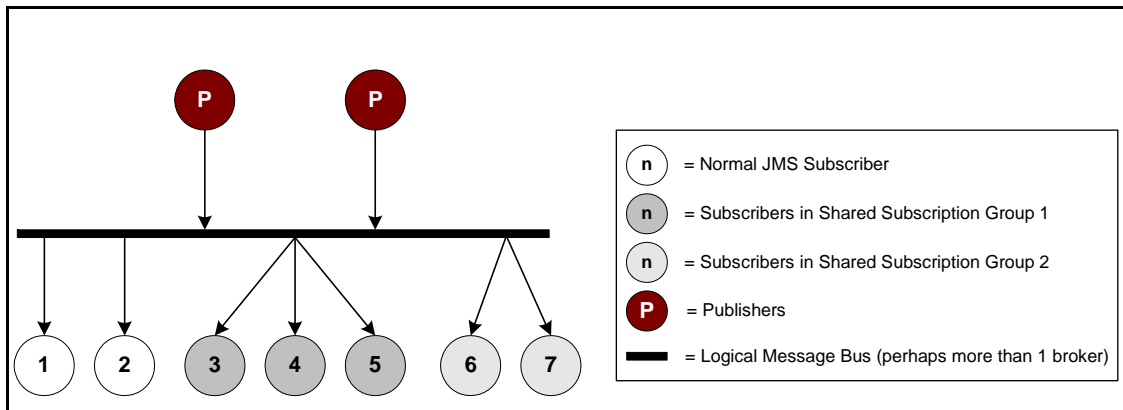 P P
n = Normal JMS Subscriber
n = Subscribers in Shared Subscription Group 1
n = Subscribers in Shared Subscription Group 2
P = Publishers
= Logical Message Bus (perhaps more than 1 broker)
1 2 3 4 5 6 7